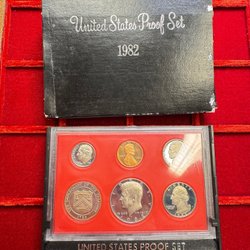 United States Proof Set
1982
UNITED STATES PROOF SET